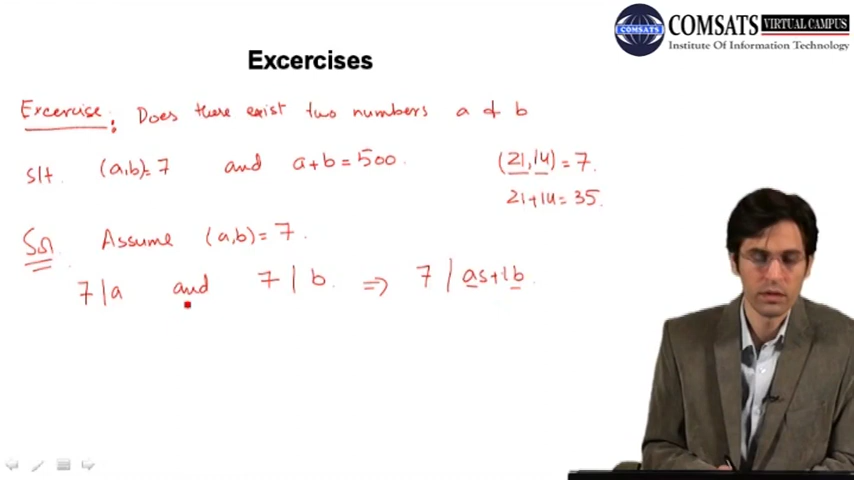 COMSATS VIRTUAL CAMPUS
Institute Of Information Technology
COMSATS
Excercises
Excercise: Does there exist two numbers a & b
s/t. (a,b)=7 and a+b=500.
(21,14)=7.
21+14=35.
Sol Assume (a,b)=7.
7|a and 7|b. => 7|as+tb.